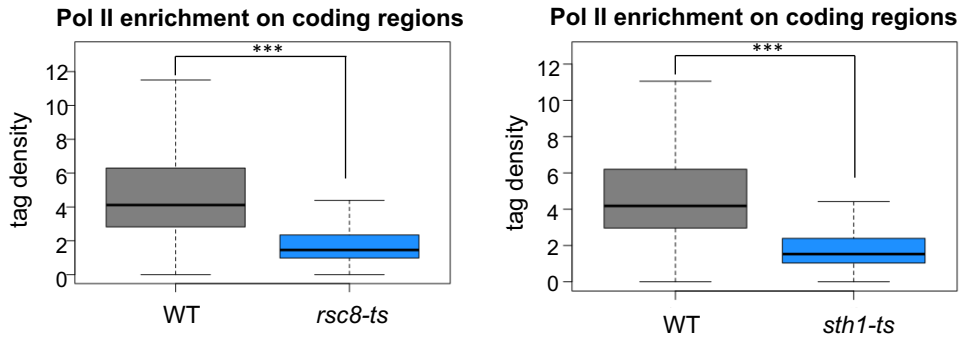 Pol II enrichment on coding regions
***
12
10
8
6
4
2
0
tag density
WT
rsc8-ts
Pol II enrichment on coding regions
***
12
10
8
6
4
2
0
tag density
WT
sth1-ts